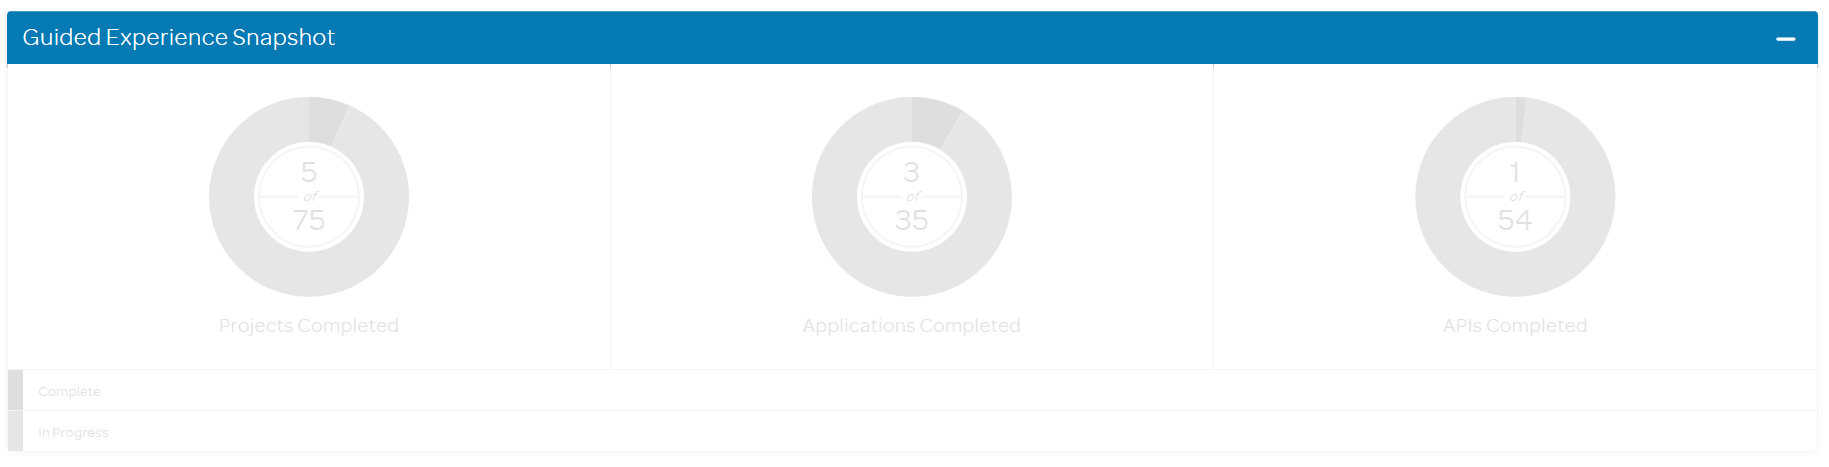 Guided Experience Snapshot
5
of
75
Projects Completed
3
of
35
Applications Completed
1
of
54
APIs Completed
Complete
In Progress